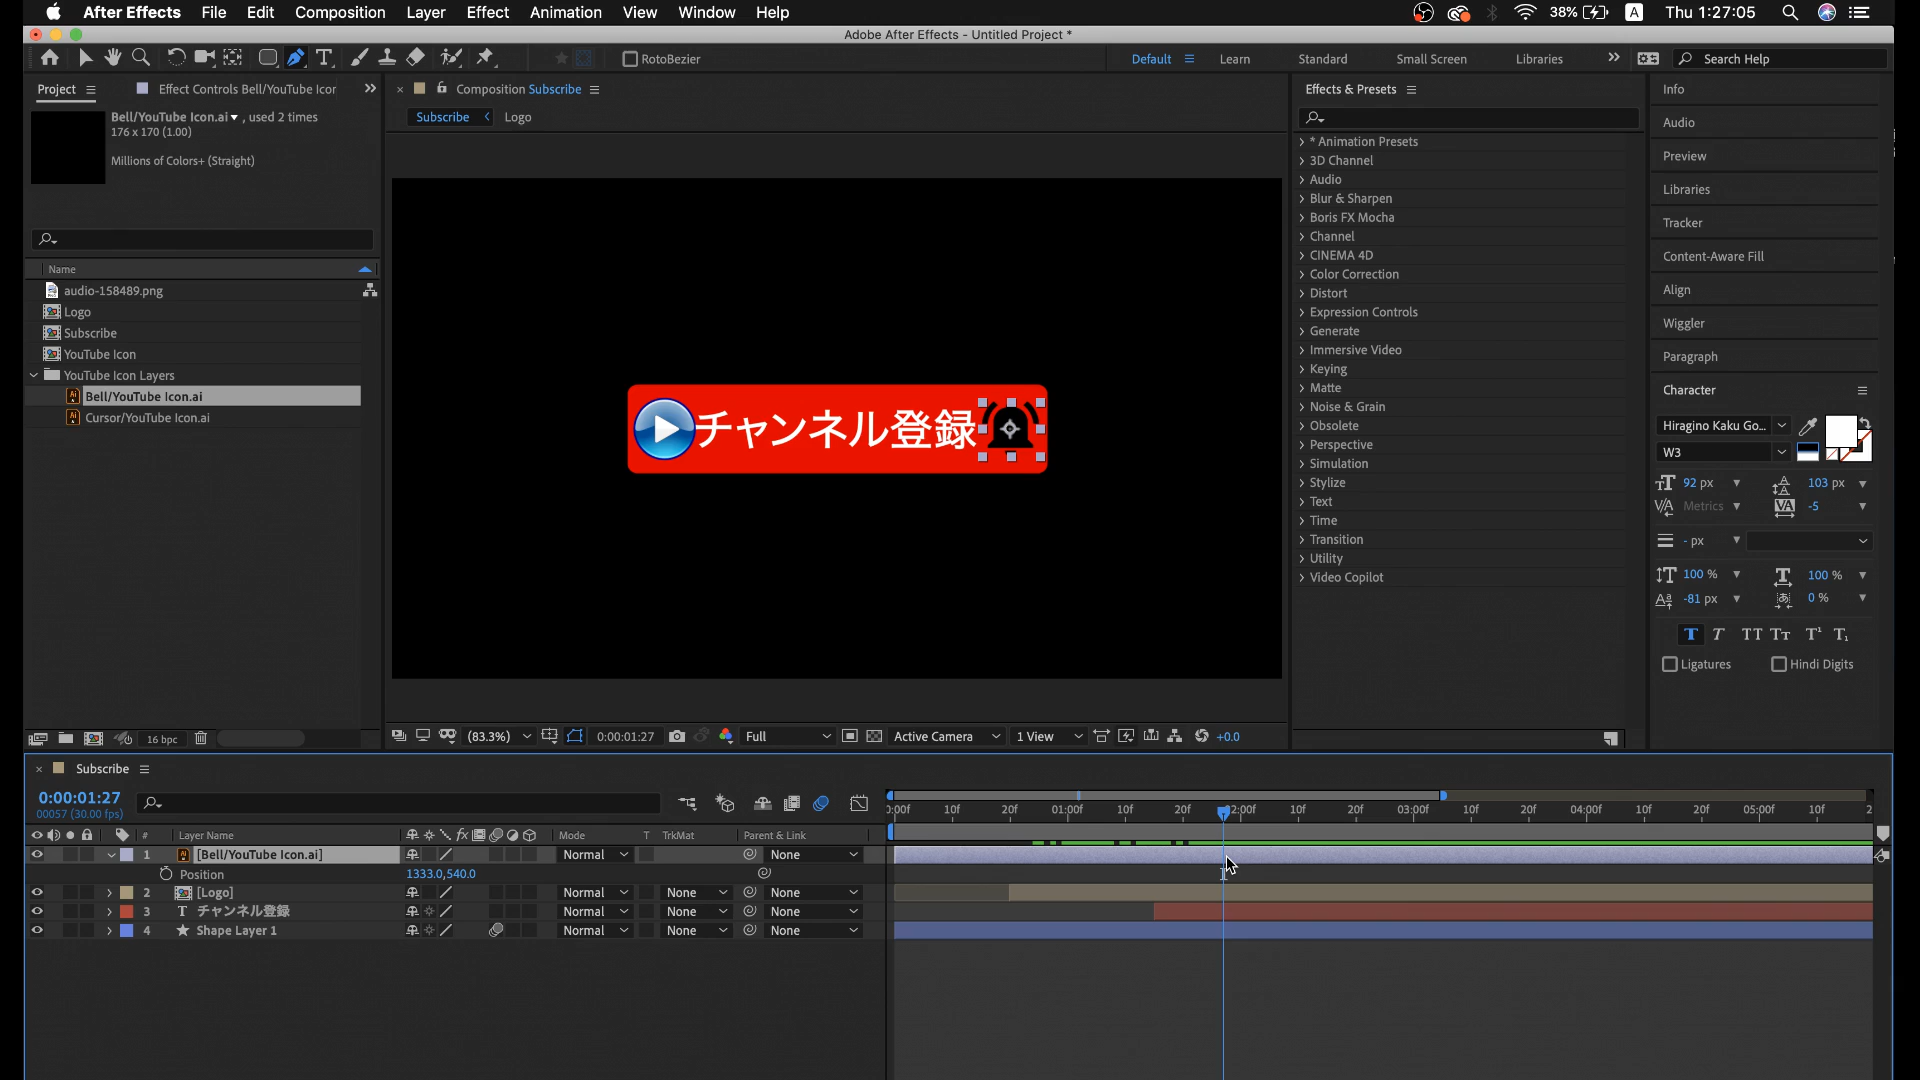 After Effects File Edit Composition Layer Effect Animation View Window Help 38% A Thu 1:27:05
Adobe After Effects - Untitled Project *
RotoBezier Default Learn Standard Small Screen Libraries Search Help
Project Effect Controls Bell/YouTube Icor
Bell/YouTube Icon.ai , used 2 times
176 x 170 (1.00)
Millions of Colors+ (Straight)
Name
audio-158489.png
Logo
Subscribe
YouTube Icon
YouTube Icon Layers
Bell/YouTube Icon.ai
Cursor/YouTube Icon.ai
16 bpc
Composition Subscribe
Subscribe Logo
チャンネル登録
(83.3%) 0:00:01:27 Full Active Camera 1 View +0.0
Effects & Presets
* Animation Presets
3D Channel
Audio
Blur & Sharpen
Boris FX Mocha
Channel
CINEMA 4D
Color Correction
Distort
Expression Controls
Generate
Immersive Video
Keying
Matte
Noise & Grain
Obsolete
Perspective
Simulation
Stylize
Text
Time
Transition
Utility
Video Copilot
Info
Audio
Preview
Libraries
Tracker
Content-Aware Fill
Align
Wiggler
Paragraph
Character
Hiragino Kaku Go...
W3
92 px 103 px
Metrics -5
- px
100 % 100 %
-81 px 0 %
T T TT Tt T¹ T₁
Ligatures Hindi Digits
Subscribe
0:00:01:27
00057 (30.00 fps)
:00f 10f 20f 01:00f 10f 20f 02:00f 10f 20f 03:00f 10f 20f 04:00f 10f 20f 05:00f 10f 2
# Layer Name Mode T TrkMat Parent & Link
1 [Bell/YouTube Icon.ai] Normal None
Position 1333.0,540.0
2 [Logo] Normal None None
3 T チャンネル登録 Normal None None
4 Shape Layer 1 Normal None None